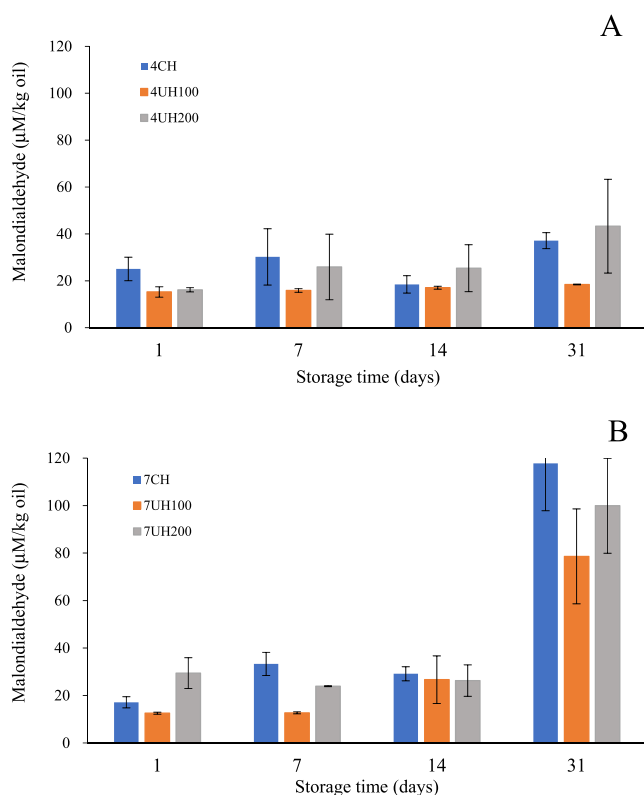 A
120
100
80
60
40
20
0
Malondialdehyde (µM/kg oil)
4CH
4UH100
4UH200
1 7 14 31
Storage time (days)
B
120
100
80
60
40
20
0
Malondialdehyde (µM/kg oil)
7CH
7UH100
7UH200
1 7 14 31
Storage time (days)